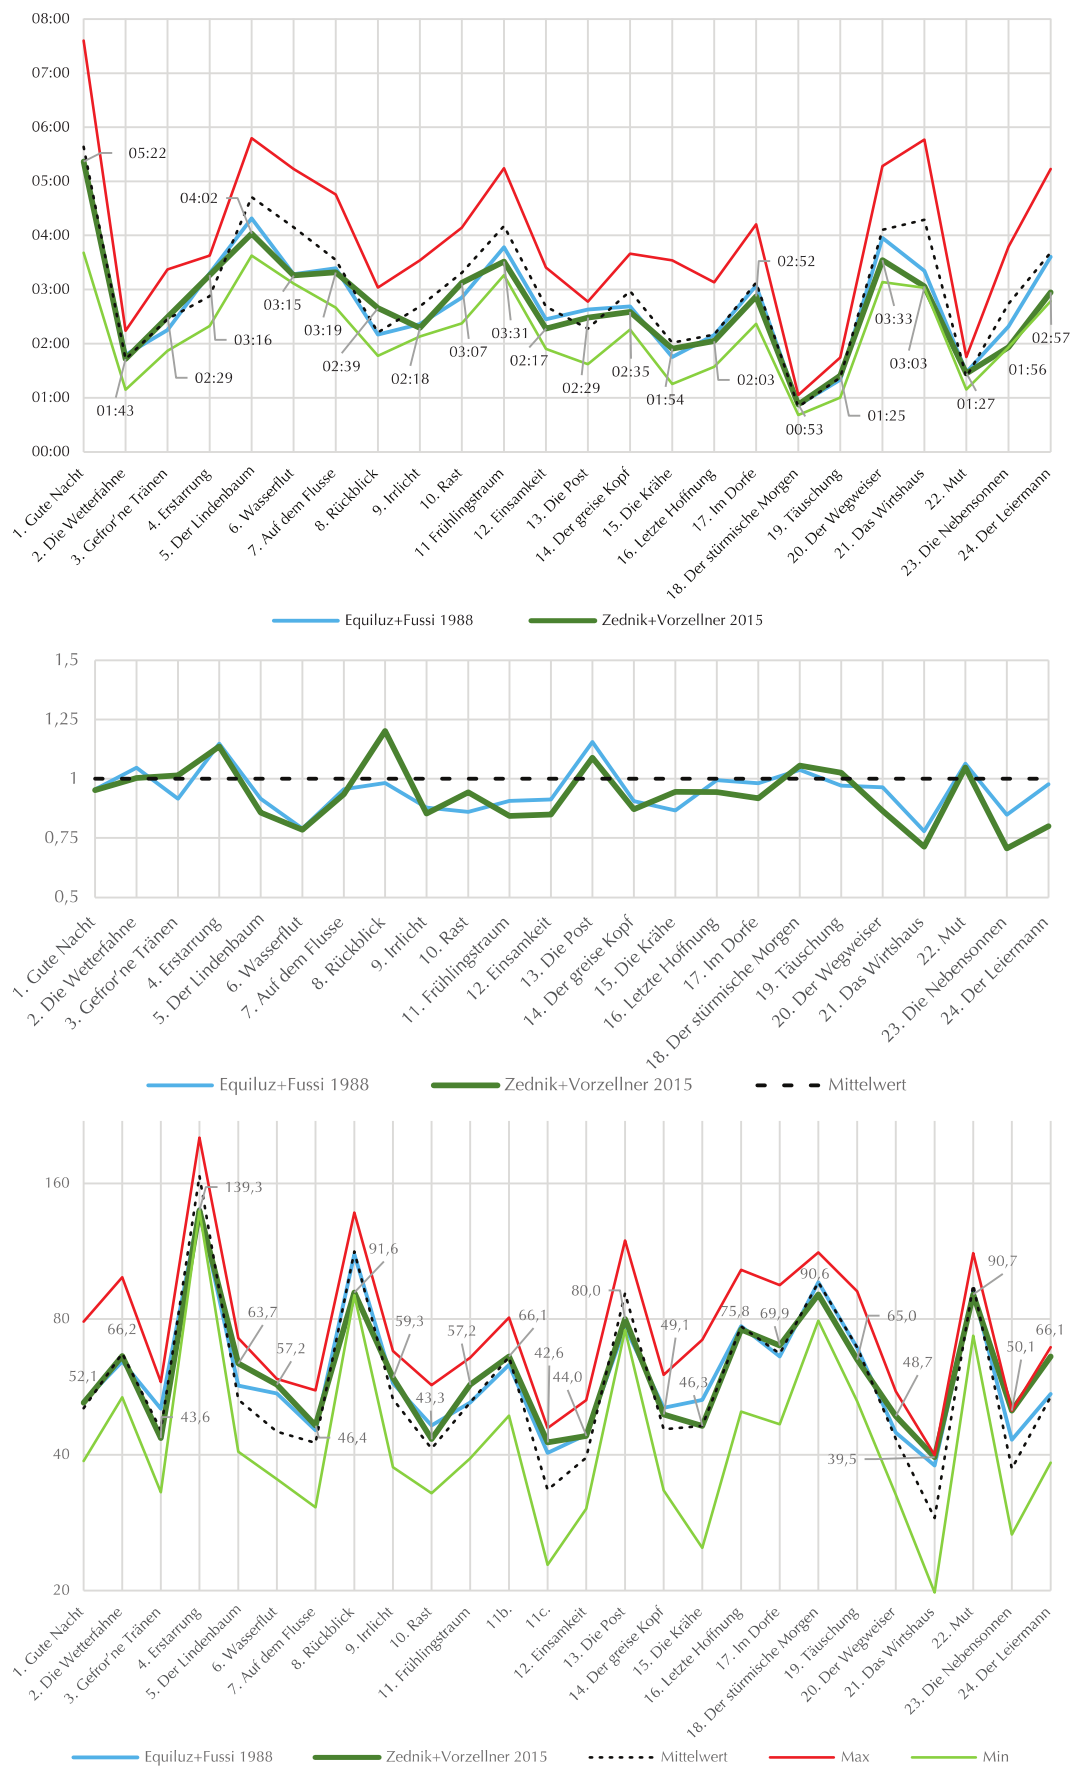 08:00
07:00
06:00
05:00
04:00
03:00
02:00
01:00
00:00
05:22
01:43
02:29
03:16
04:02
03:15
03:19
02:39
02:18
03:07
03:31
02:17
02:29
02:35
01:54
02:03
02:52
00:53
01:25
03:33
03:03
01:27
01:56
02:57
1. Gute Nacht
2. Die Wetterfahne
3. Gefror'ne Tränen
4. Erstarrung
5. Der Lindenbaum
6. Wasserflut
7. Auf dem Flusse
8. Rückblick
9. Irrlicht
10. Rast
11 Frühlingstraum
12. Einsamkeit
13. Die Post
14. Der greise Kopf
15. Die Krähe
16. Letzte Hoffnung
17. Im Dorfe
18. Der stürmische Morgen
19. Täuschung
20. Der Wegweiser
21. Das Wirtshaus
22. Mut
23. Die Nebensonnen
24. Der Leiermann
Equiluz+Fussi 1988 Zednik+Vorzellner 2015
1,5
1,25
1
0,75
0,5
1. Gute Nacht
2. Die Wetterfahne
3. Gefror'ne Tränen
4. Erstarrung
5. Der Lindenbaum
6. Wasserflut
7. Auf dem Flusse
8. Rückblick
9. Irrlicht
10. Rast
11. Frühlingstraum
12. Einsamkeit
13. Die Post
14. Der greise Kopf
15. Die Krähe
16. Letzte Hoffnung
17. Im Dorfe
18. Der stürmische Morgen
19. Täuschung
20. Der Wegweiser
21. Das Wirtshaus
22. Mut
23. Die Nebensonnen
24. Der Leiermann
Equiluz+Fussi 1988 Zednik+Vorzellner 2015 Mittelwert
160
80
40
20
52,1
66,2
43,6
139,3
63,7
57,2
46,4
91,6
59,3
43,3
57,2
66,1
42,6
44,0
80,0
49,1
46,3
75,8
69,9
90,6
65,0
48,7
39,5
90,7
50,1
66,1
1. Gute Nacht
2. Die Wetterfahne
3. Gefror'ne Tränen
4. Erstarrung
5. Der Lindenbaum
6. Wasserflut
7. Auf dem Flusse
8. Rückblick
9. Irrlicht
10. Rast
11. Frühlingstraum
11b.
11c.
12. Einsamkeit
13. Die Post
14. Der greise Kopf
15. Die Krähe
16. Letzte Hoffnung
17. Im Dorfe
18. Der stürmische Morgen
19. Täuschung
20. Der Wegweiser
21. Das Wirtshaus
22. Mut
23. Die Nebensonnen
24. Der Leiermann
Equiluz+Fussi 1988 Zednik+Vorzellner 2015 Mittelwert Max Min